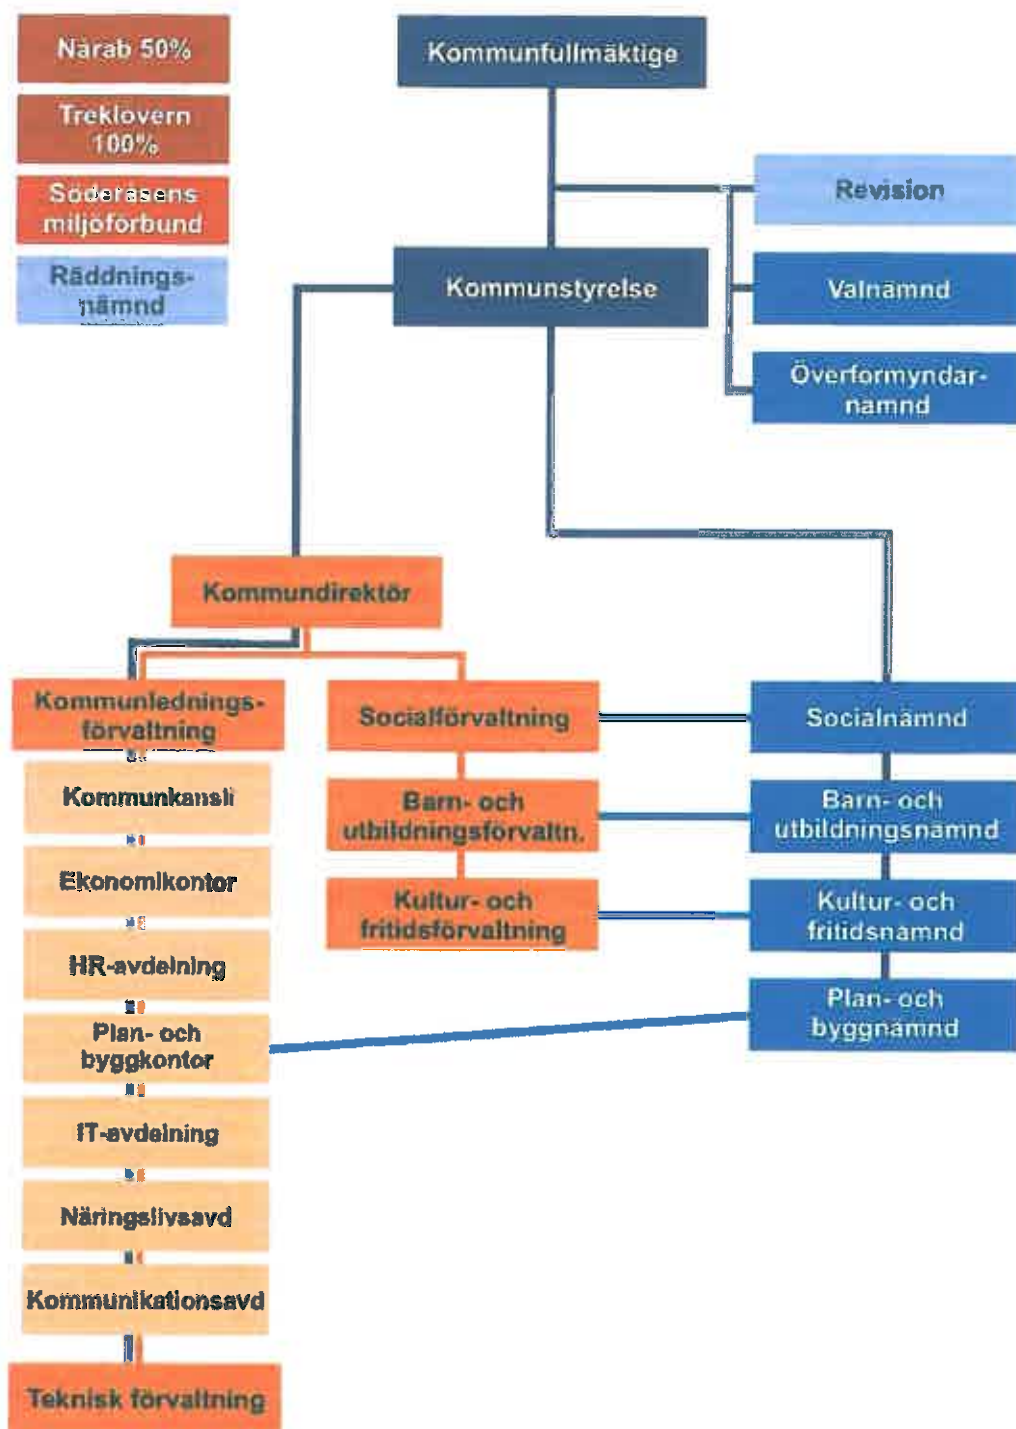 Nårab 50%
Treklövern
100%
Söderåsens
miljöförbund
Räddnings-
nämnd
Kommunfullmäktige
Revision
Kommunstyrelse
Valnämnd
Överformyndar-
nämnd
Kommundirektör
Kommunlednings-
förvaltning
Socialförvaltning
Socialnämnd
Kommunkansli
Barn- och
utbildningsförvaltn.
Barn- och
utbildningsnämnd
Ekonomikontor
Kultur- och
fritidsförvaltning
Kultur- och
fritidsnämnd
HR-avdelning
Plan- och
byggkontor
Plan- och
byggnämnd
IT-avdelning
Näringslivsavd
Kommunikationsavd
Teknisk förvaltning